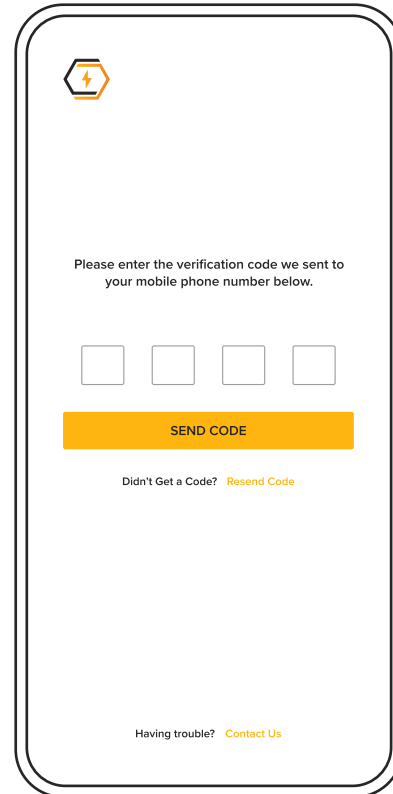 Please enter the verification code we sent to
your mobile phone number below.
SEND CODE
Didn't Get a Code? Resend Code
Having trouble? Contact Us